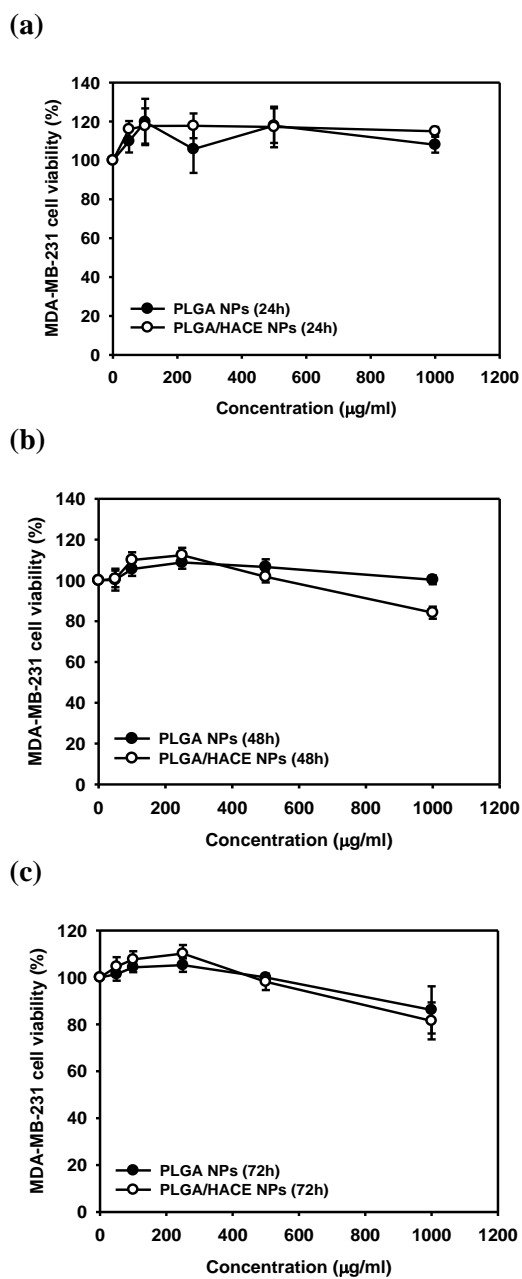 (a)
MDA-MB-231 cell viability (%)
140
120
100
80
60
40
20
0
PLGA NPs (24h)
PLGA/HACE NPs (24h)
0 200 400 600 800 1000 1200
Concentration (μg/ml)
(b)
MDA-MB-231 cell viability (%)
140
120
100
80
60
40
20
0
PLGA NPs (48h)
PLGA/HACE NPs (48h)
0 200 400 600 800 1000 1200
Concentration (μg/ml)
(c)
MDA-MB-231 cell viability (%)
120
100
80
60
40
20
0
PLGA NPs (72h)
PLGA/HACE NPs (72h)
0 200 400 600 800 1000 1200
Concentration (μg/ml)